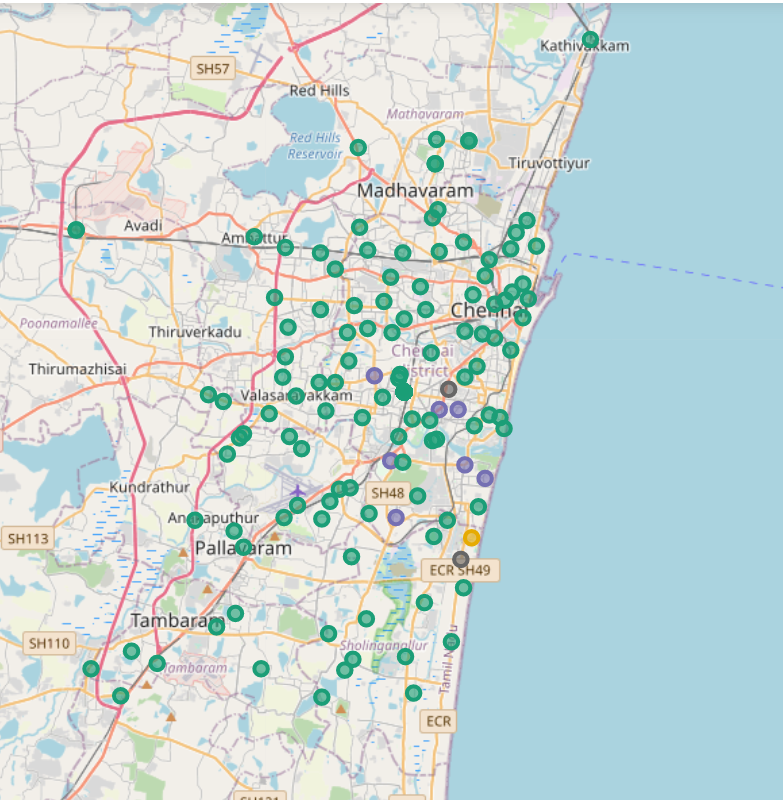 Kathivakkam
SH57
Red Hills
Mathavaram
Red Hills
Reservoir
Tiruvottiyur
Madhavaram
Avadi
Ambattur
Chennai
Poonamallee
Thiruverkadu
Chennai
District
Thirumazhisai
Valasaravakkam
Kundrathur
SH48
Anakaputhur
SH113
Pallavaram
ECR SH49
Tambaram
SH110
Sholinganallur
Tambaram
Tamil Nadu
ECR
SH121